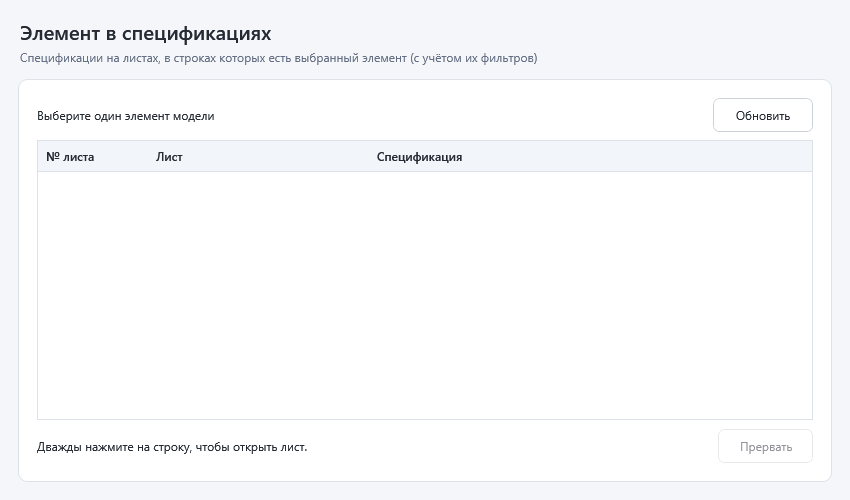 Элемент в спецификациях
Спецификации на листах, в строках которых есть выбранный элемент (с учётом их фильтров)
Выберите один элемент модели
Обновить
№ листа Лист Спецификация
Дважды нажмите на строку, чтобы открыть лист.
Прервать